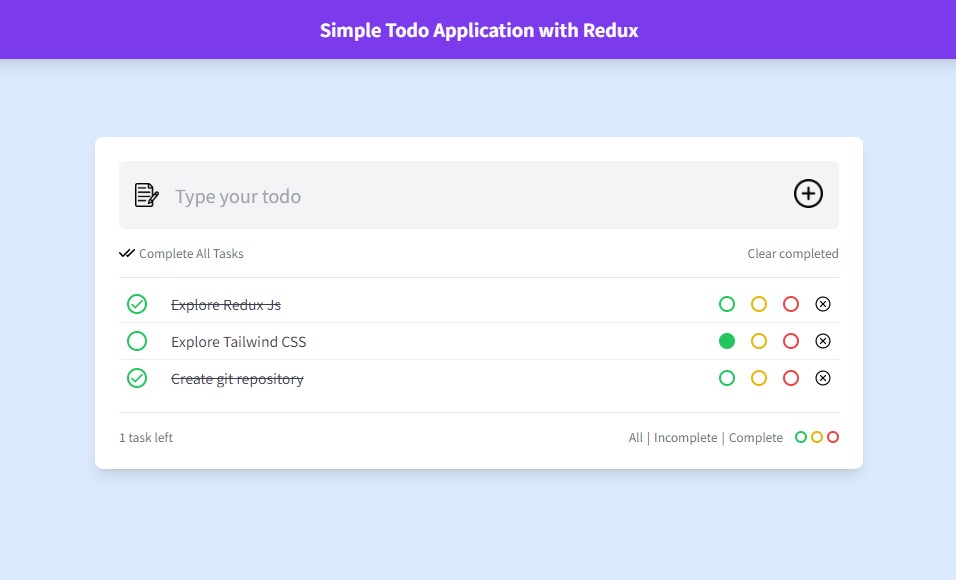 Simple Todo Application with Redux
Type your todo
Complete All Tasks Clear completed
Explore Redux Js
Explore Tailwind CSS
Create git repository
1 task left All | Incomplete | Complete